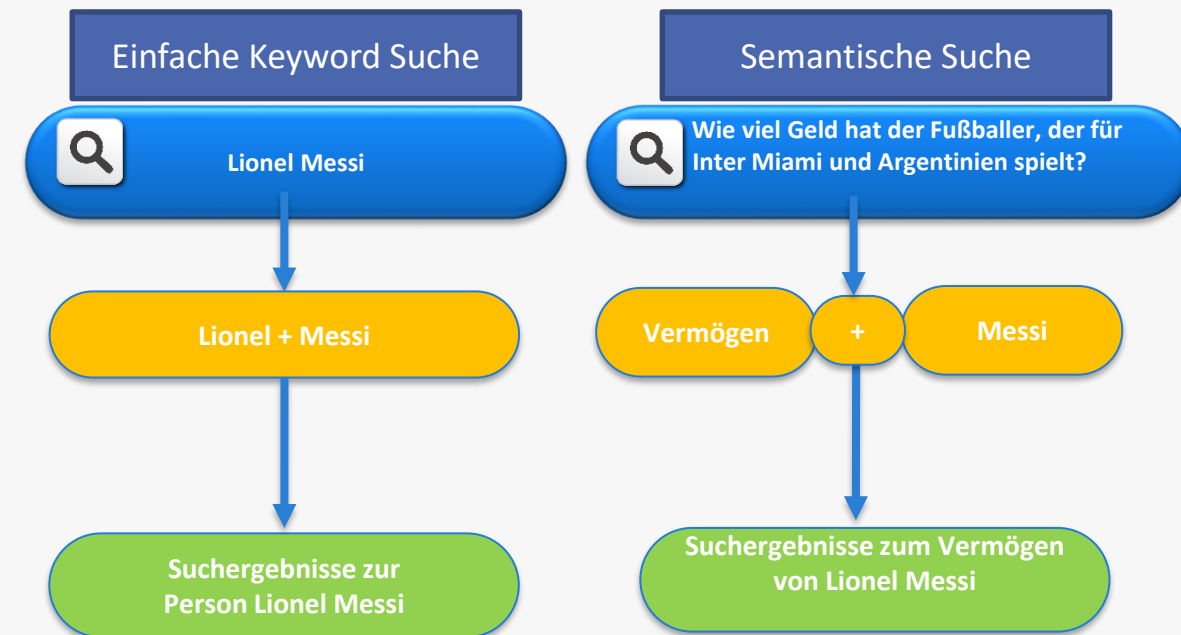 Einfache Keyword Suche
Lionel Messi
Lionel + Messi
Suchergebnisse zur
Person Lionel Messi
Semantische Suche
Wie viel Geld hat der Fußballer, der für
Inter Miami und Argentinien spielt?
Vermögen + Messi
Suchergebnisse zum Vermögen
von Lionel Messi